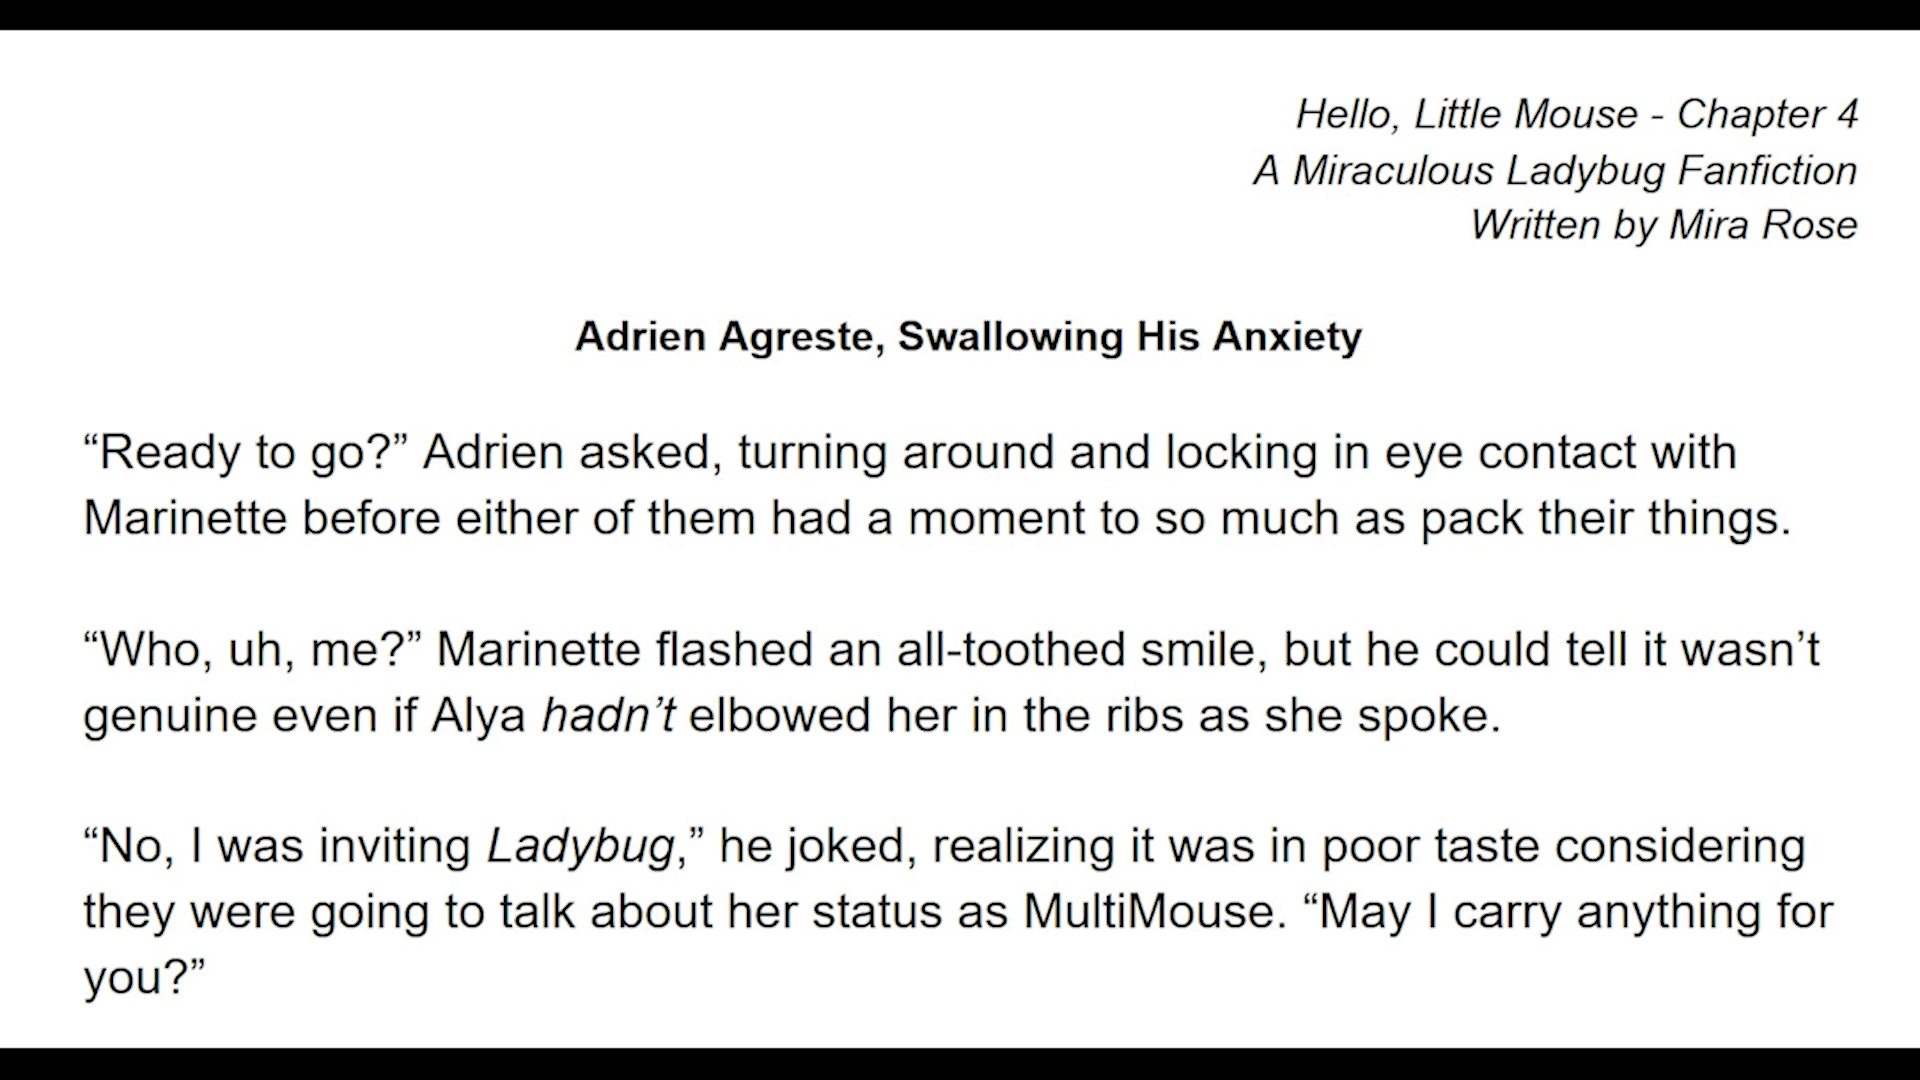 Hello, Little Mouse - Chapter 4
A Miraculous Ladybug Fanfiction
Written by Mira Rose
Adrien Agreste, Swallowing His Anxiety
“Ready to go?” Adrien asked, turning around and locking in eye contact with
Marinette before either of them had a moment to so much as pack their things.
“Who, uh, me?” Marinette flashed an all-toothed smile, but he could tell it wasn’t
genuine even if Alya hadn’t elbowed her in the ribs as she spoke.
“No, I was inviting Ladybug,” he joked, realizing it was in poor taste considering
they were going to talk about her status as MultiMouse. “May I carry anything for
you?”